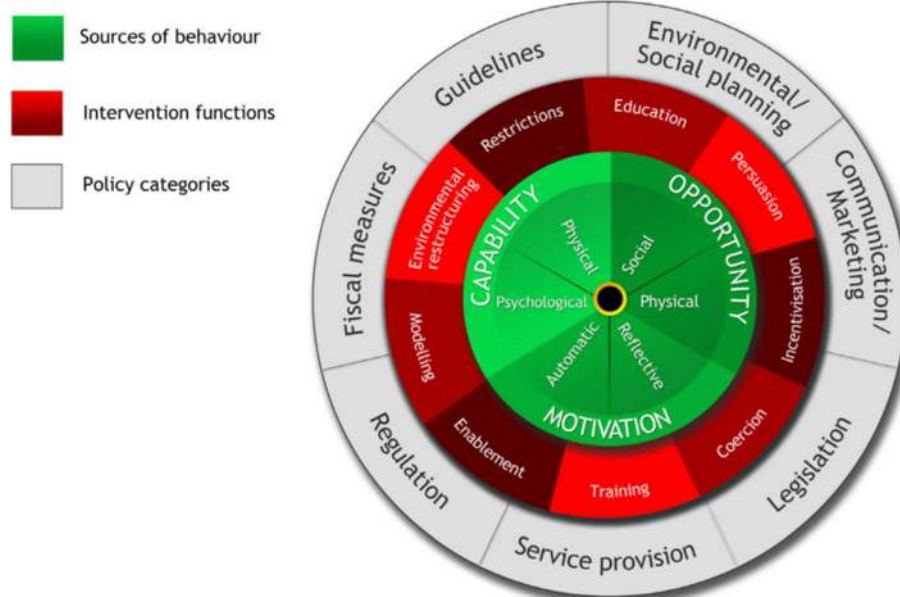 Sources of behaviour
Intervention functions
Policy categories
Guidelines
Environmental/
Social planning
Communication/
Marketing
Legislation
Service provision
Regulation
Fiscal measures
Restrictions
Education
Persuasion
Incentivisation
Coercion
Training
Enablement
Modelling
Environmental
restructuring
CAPABILITY
OPPORTUNITY
MOTIVATION
Physical
Social
Physical
Reflective
Automatic
Psychological